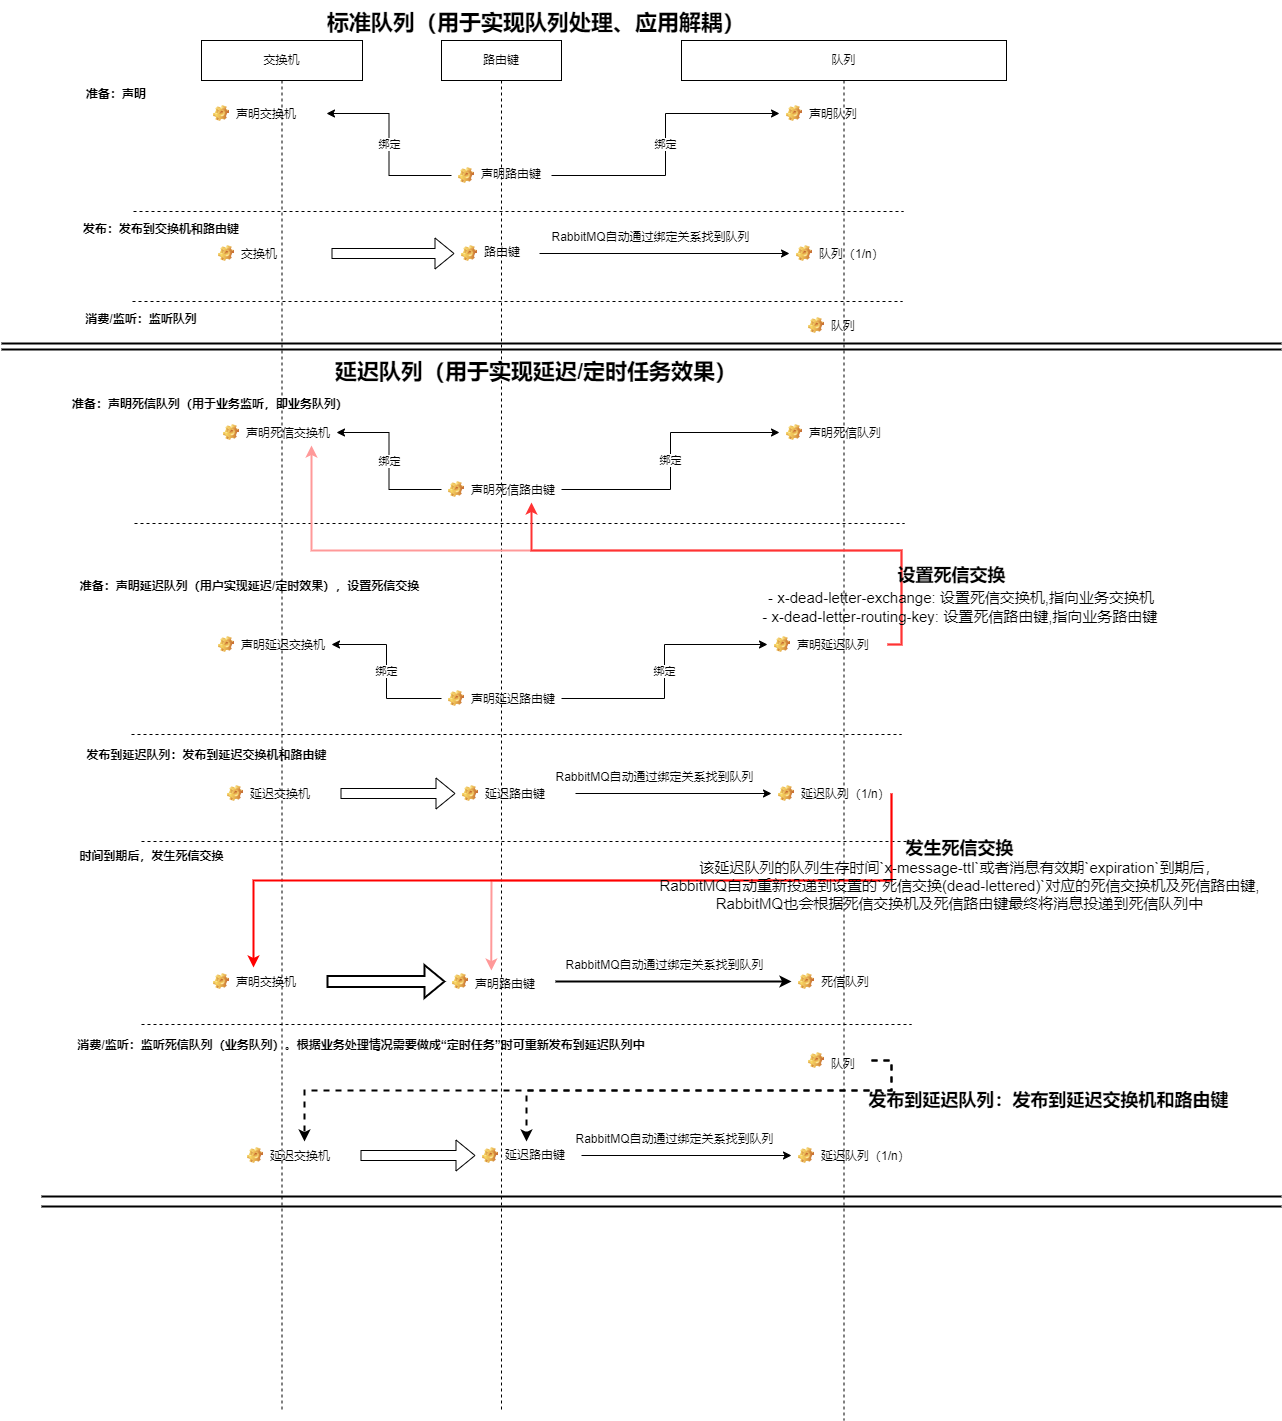 标准队列（用于实现队列处理、应用解耦）
交换机
路由键
队列
准备：声明
声明交换机
声明队列
绑定
绑定
声明路由键
发布：发布到交换机和路由键
RabbitMQ自动通过绑定关系找到队列
交换机
路由键
队列（1/n）
消费/监听：监听队列
队列
延迟队列（用于实现延迟/定时任务效果）
准备：声明死信队列（用于业务监听，即业务队列）
声明死信交换机
声明死信队列
绑定
绑定
声明死信路由键
设置死信交换
准备：声明延迟队列（用户实现延迟/定时效果），设置死信交换
- x-dead-letter-exchange: 设置死信交换机,指向业务交换机
- x-dead-letter-routing-key: 设置死信路由键,指向业务路由键
声明延迟交换机
声明延迟队列
绑定
绑定
声明延迟路由键
发布到延迟队列：发布到延迟交换机和路由键
RabbitMQ自动通过绑定关系找到队列
延迟交换机
延迟路由键
延迟队列（1/n）
发生死信交换
时间到期后，发生死信交换
该延迟队列的队列生存时间`x-message-ttl`或者消息有效期`expiration`到期后，
RabbitMQ自动重新投递到设置的`死信交换(dead-lettered)`对应的死信交换机及死信路由键,
RabbitMQ也会根据死信交换机及死信路由键最终将消息投递到死信队列中
RabbitMQ自动通过绑定关系找到队列
声明交换机
声明路由键
死信队列
消费/监听：监听死信队列（业务队列）。根据业务处理情况需要做成“定时任务”时可重新发布到延迟队列中
队列
发布到延迟队列：发布到延迟交换机和路由键
RabbitMQ自动通过绑定关系找到队列
延迟交换机
延迟路由键
延迟队列（1/n）